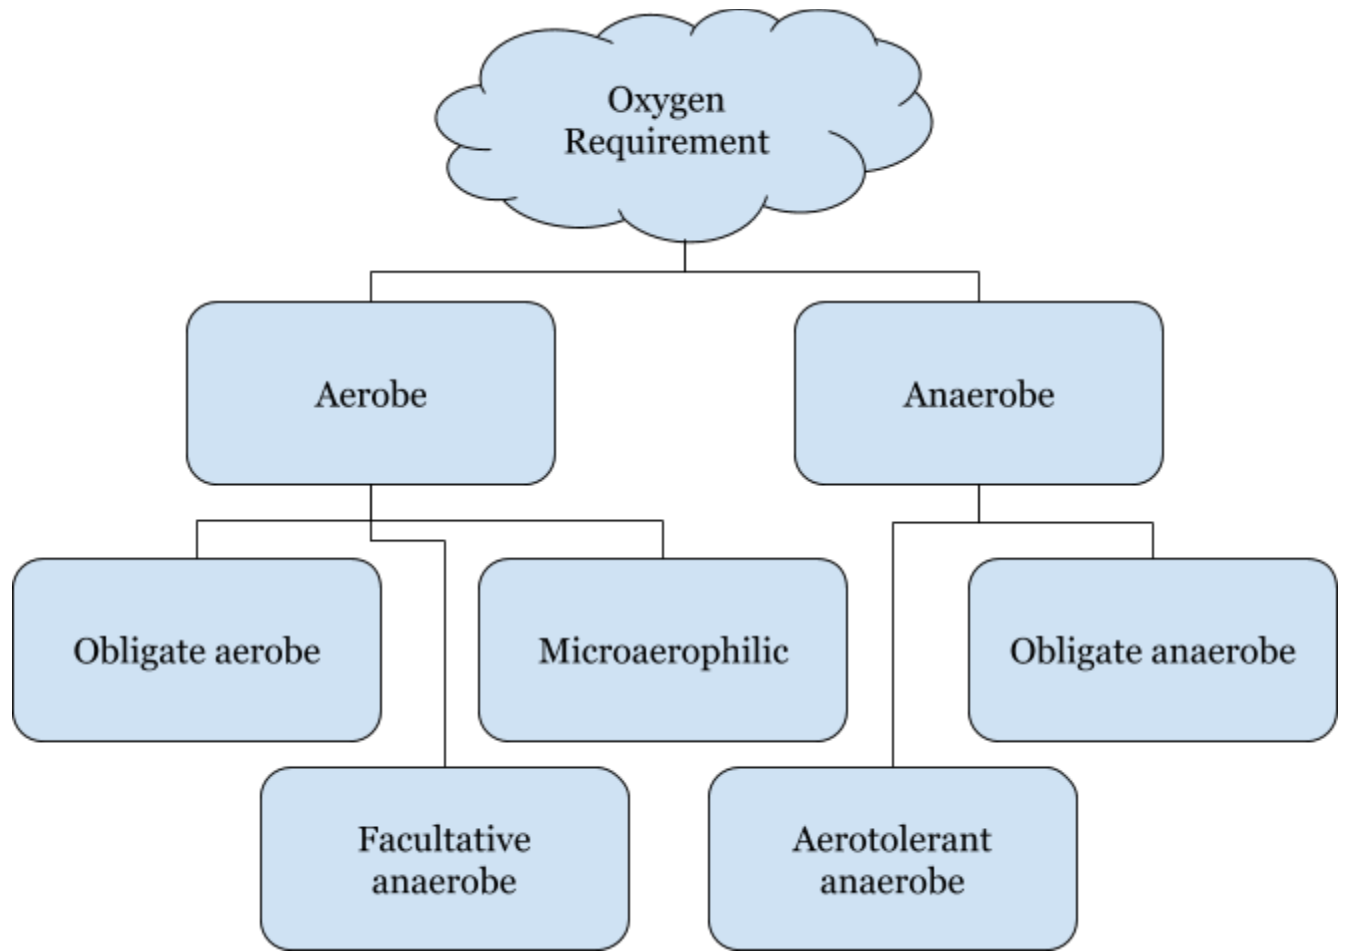 Oxygen
Requirement
Aerobe
Anaerobe
Obligate aerobe
Microaerophilic
Obligate anaerobe
Facultative
anaerobe
Aerotolerant
anaerobe